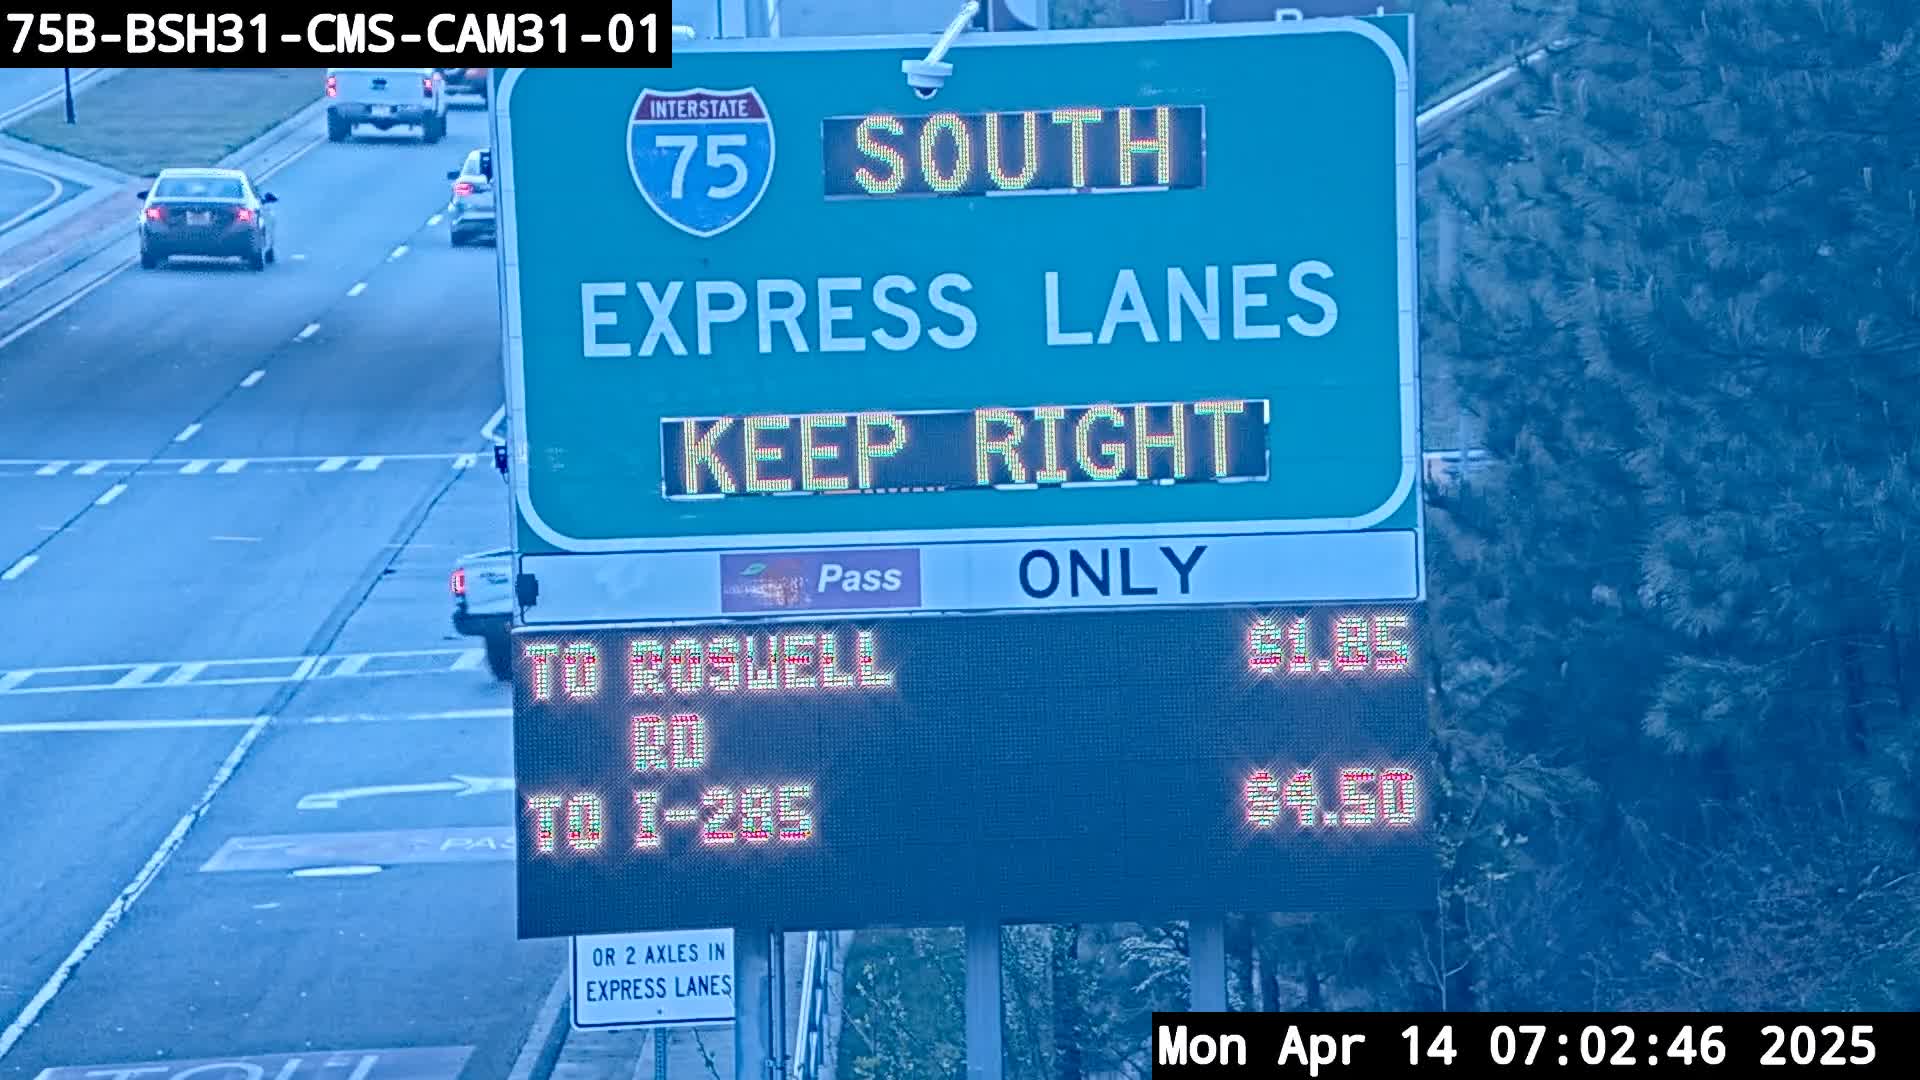 75B-BSH31-CMS-CAM31-01
INTERSTATE
75
SOUTH
EXPRESS LANES
KEEP RIGHT
Pass
ONLY
TO ROSWELL $1.85
RD
TO I-285 $4.50
OR 2 AXLES IN
EXPRESS LANES
Mon Apr 14 07:02:46 2025